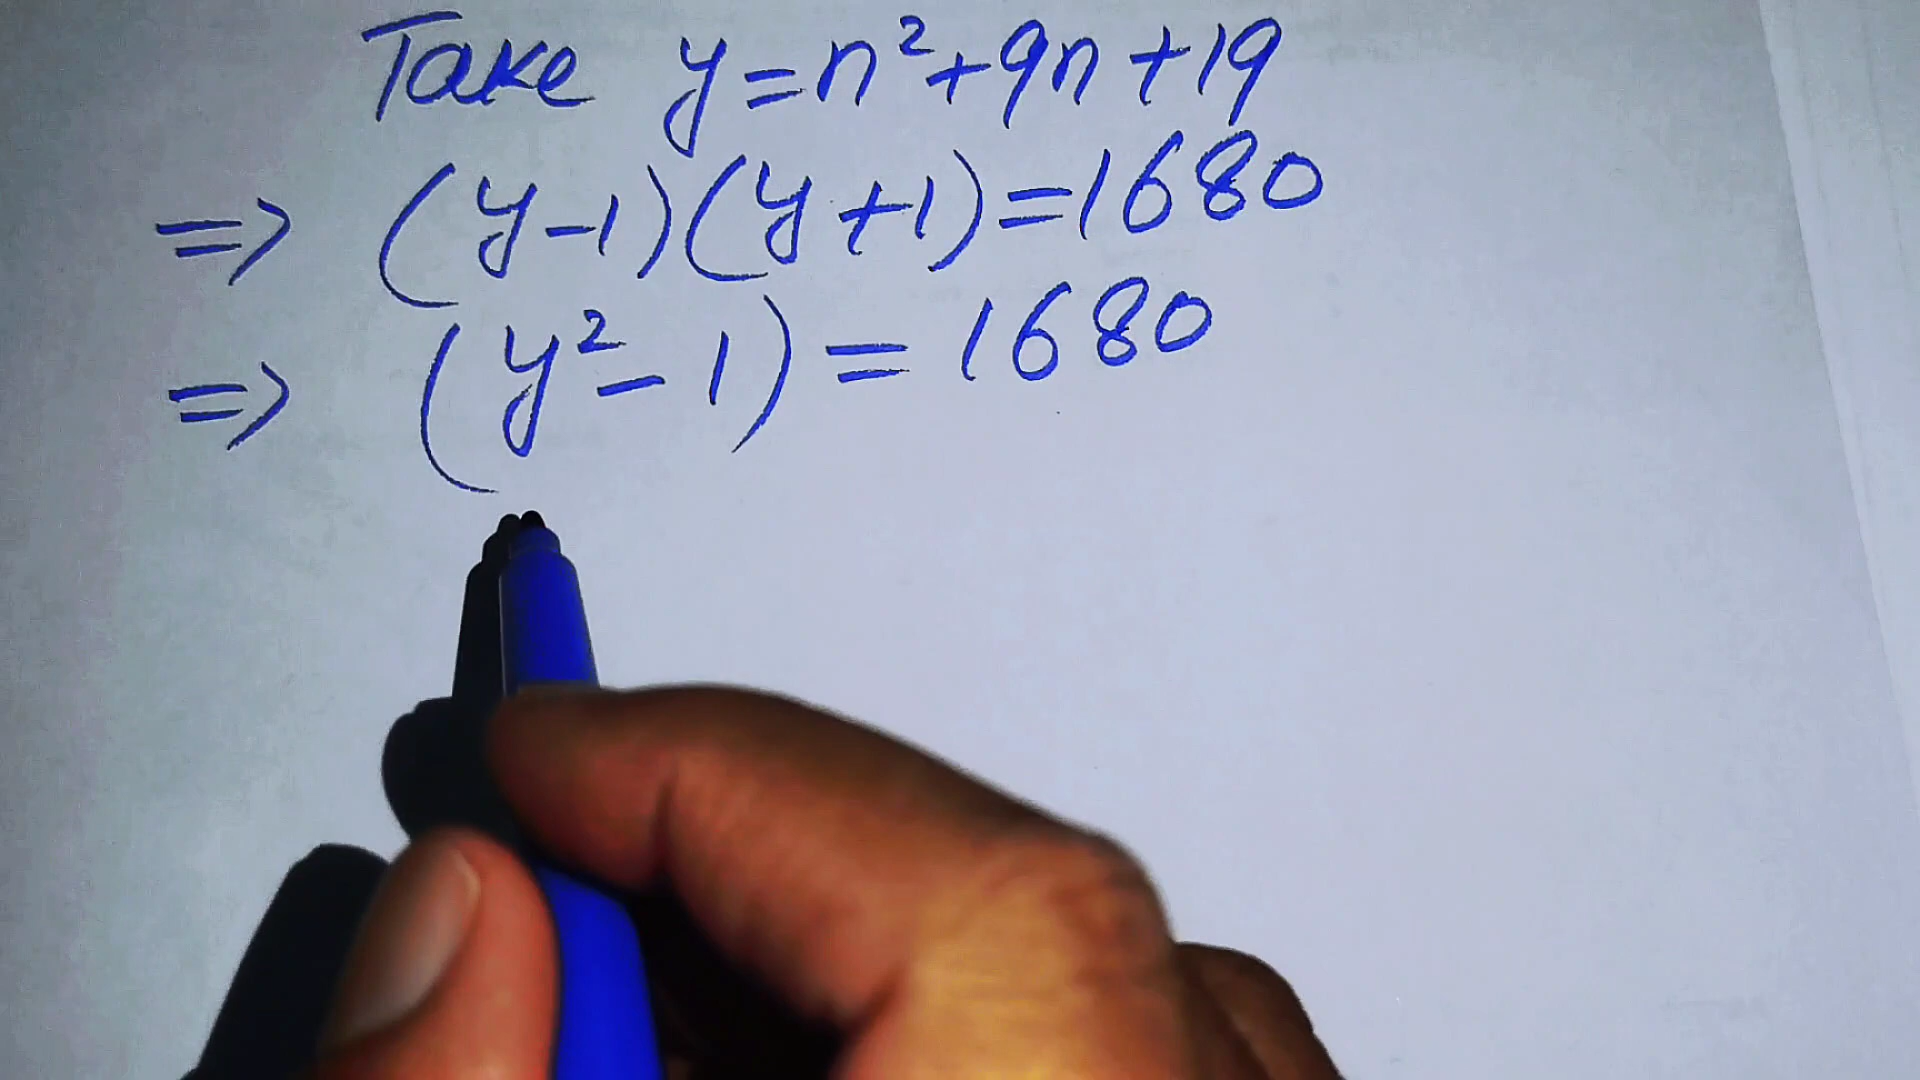 Take y=n²+9n+19
=> (y-1)(y+1)=1680
=> (y²-1)=1680